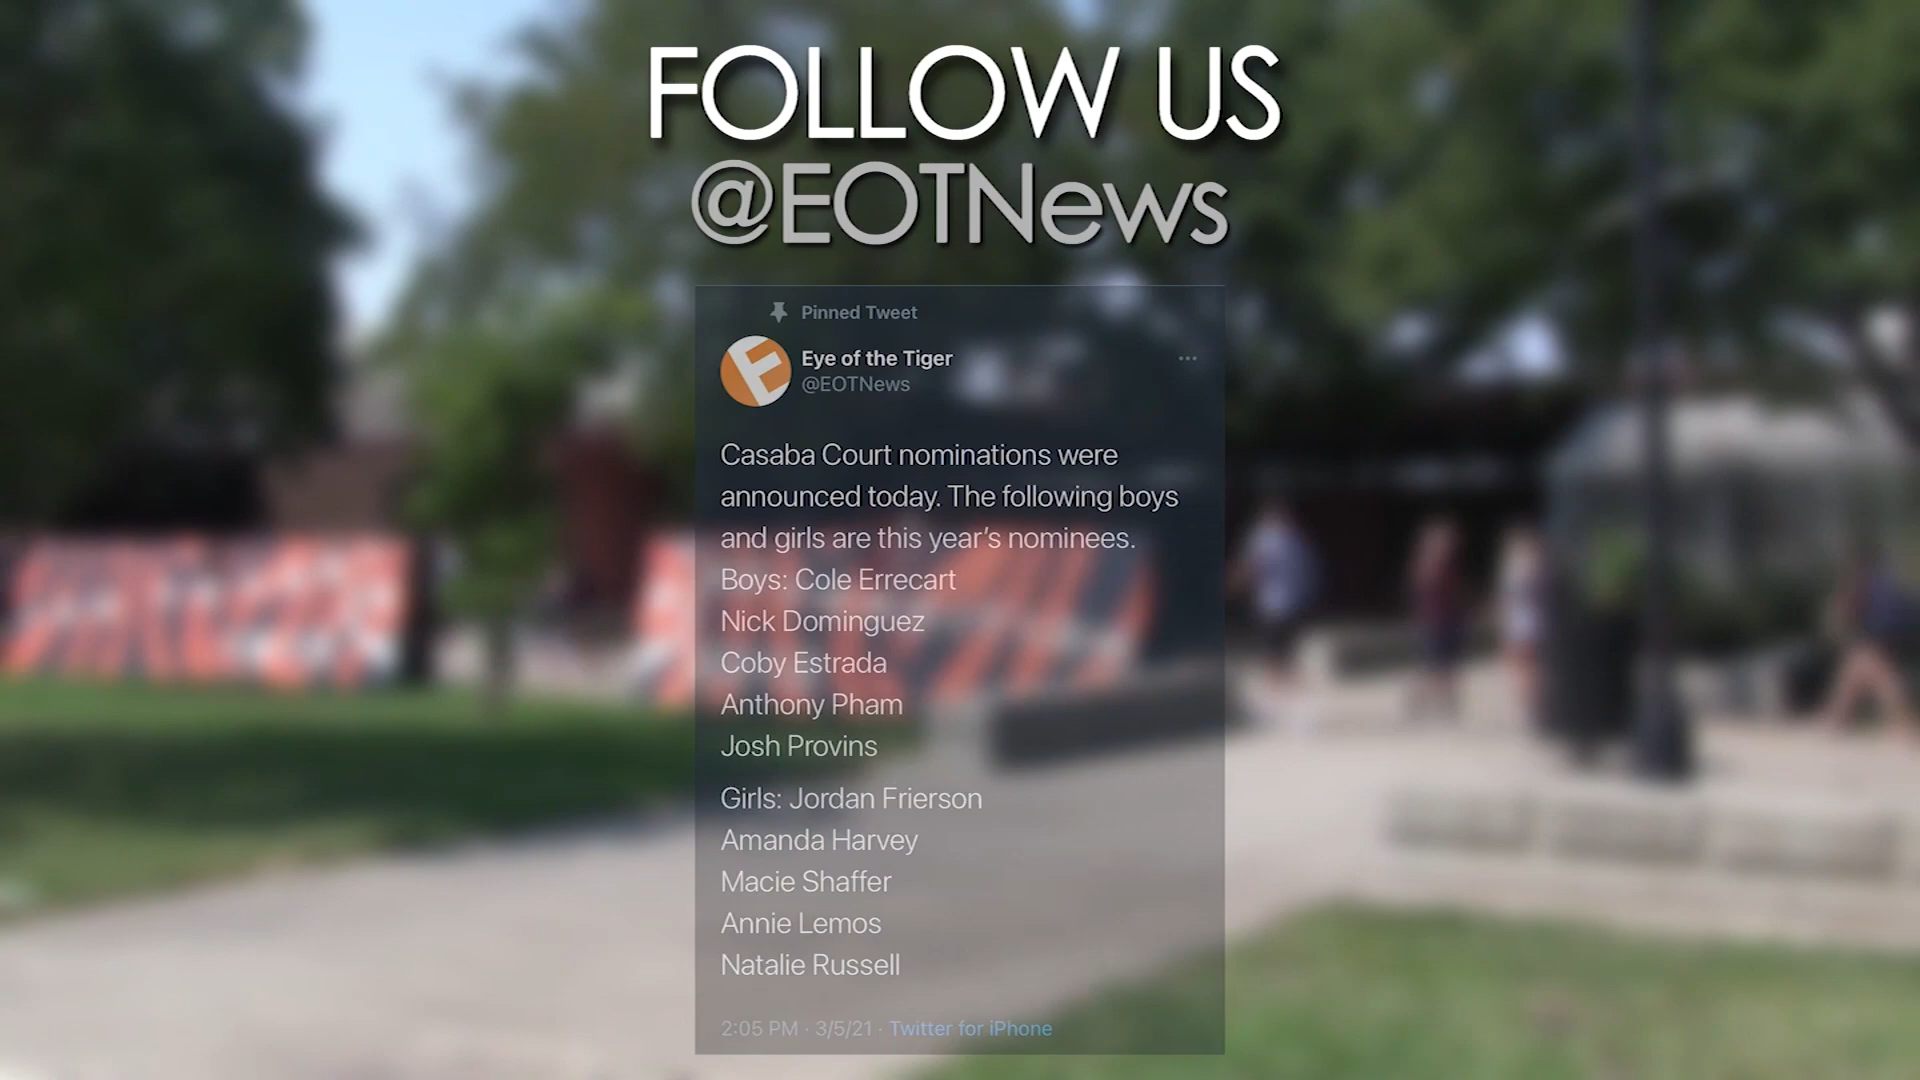 FOLLOW US
@EOTNews
Pinned Tweet
Eye of the Tiger
@EOTNews
Casaba Court nominations were
announced today. The following boys
and girls are this year’s nominees.
Boys: Cole Errecart
Nick Dominguez
Coby Estrada
Anthony Pham
Josh Provins
Girls: Jordan Frierson
Amanda Harvey
Macie Shaffer
Annie Lemos
Natalie Russell
2:05 PM · 3/5/21 · Twitter for iPhone